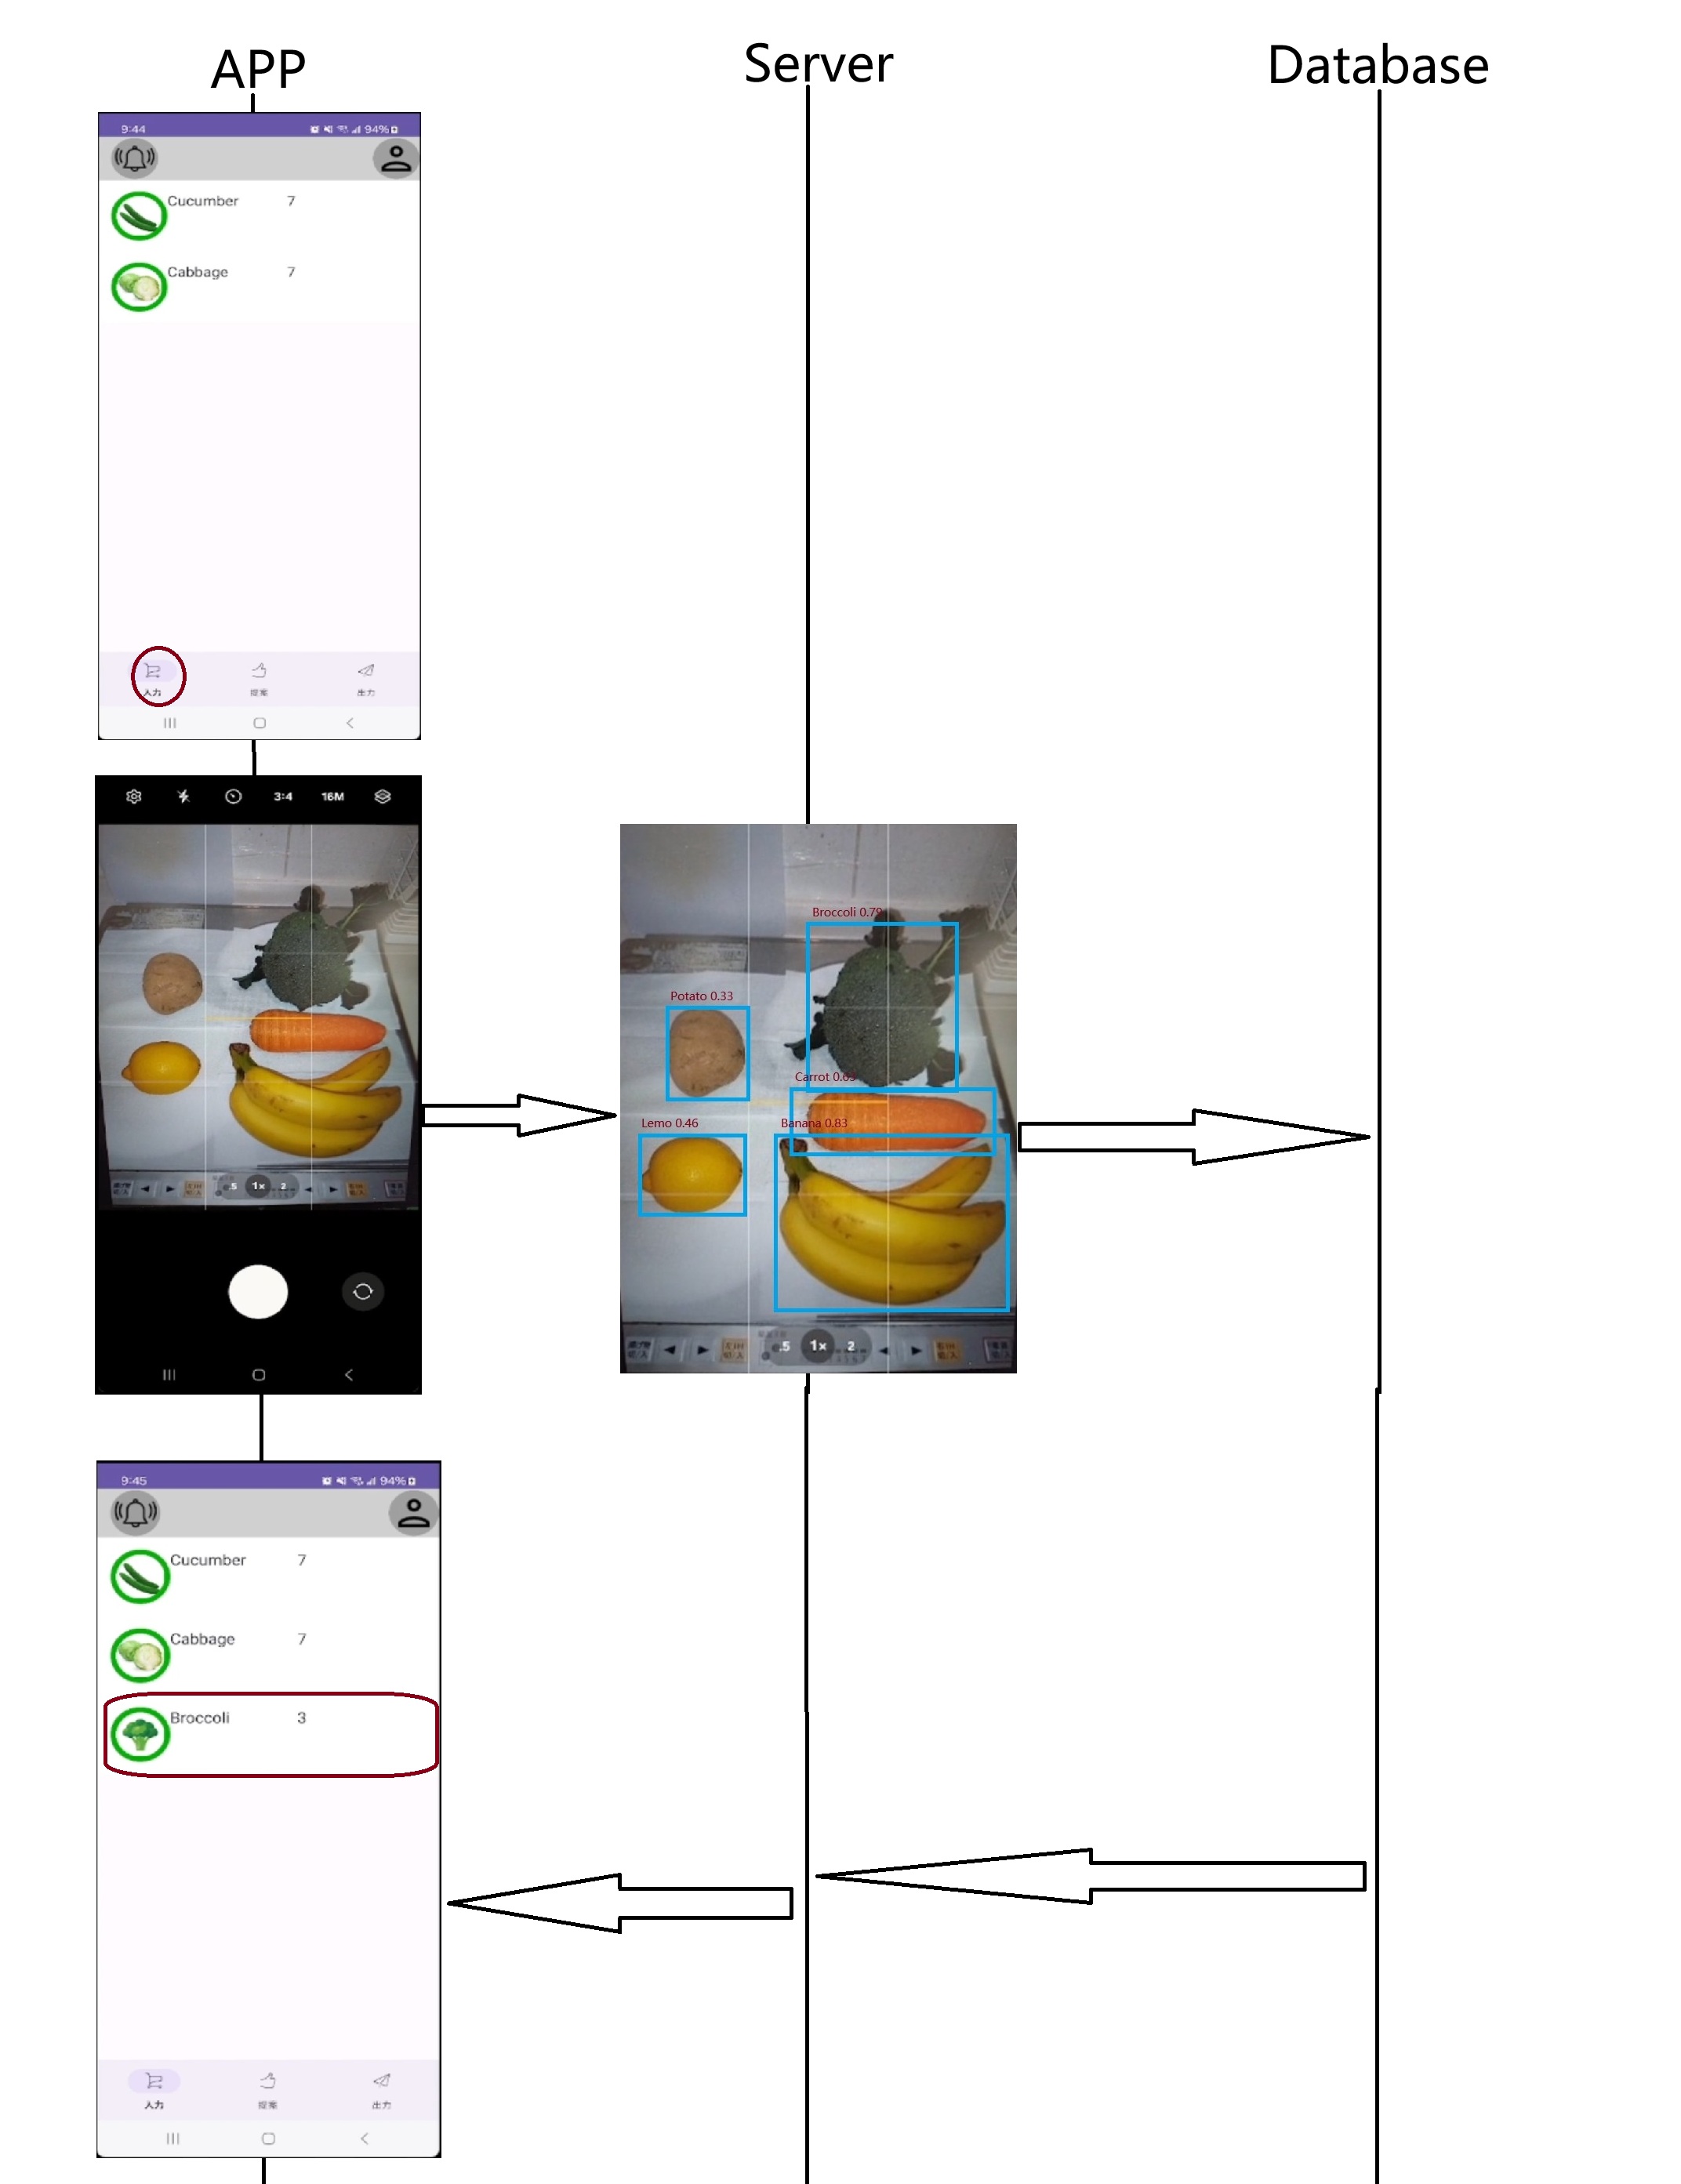 APP
Server
Database
9:44
94%
Cucumber 7
Cabbage 7
入力
提案
出力
3:4
16M
.5
1x
2
Broccoli 0.79
Potato 0.33
Carrot 0.69
Lemo 0.46
Banana 0.83
.5
1x
2
9:45
94%
Cucumber 7
Cabbage 7
Broccoli 3
入力
提案
出力